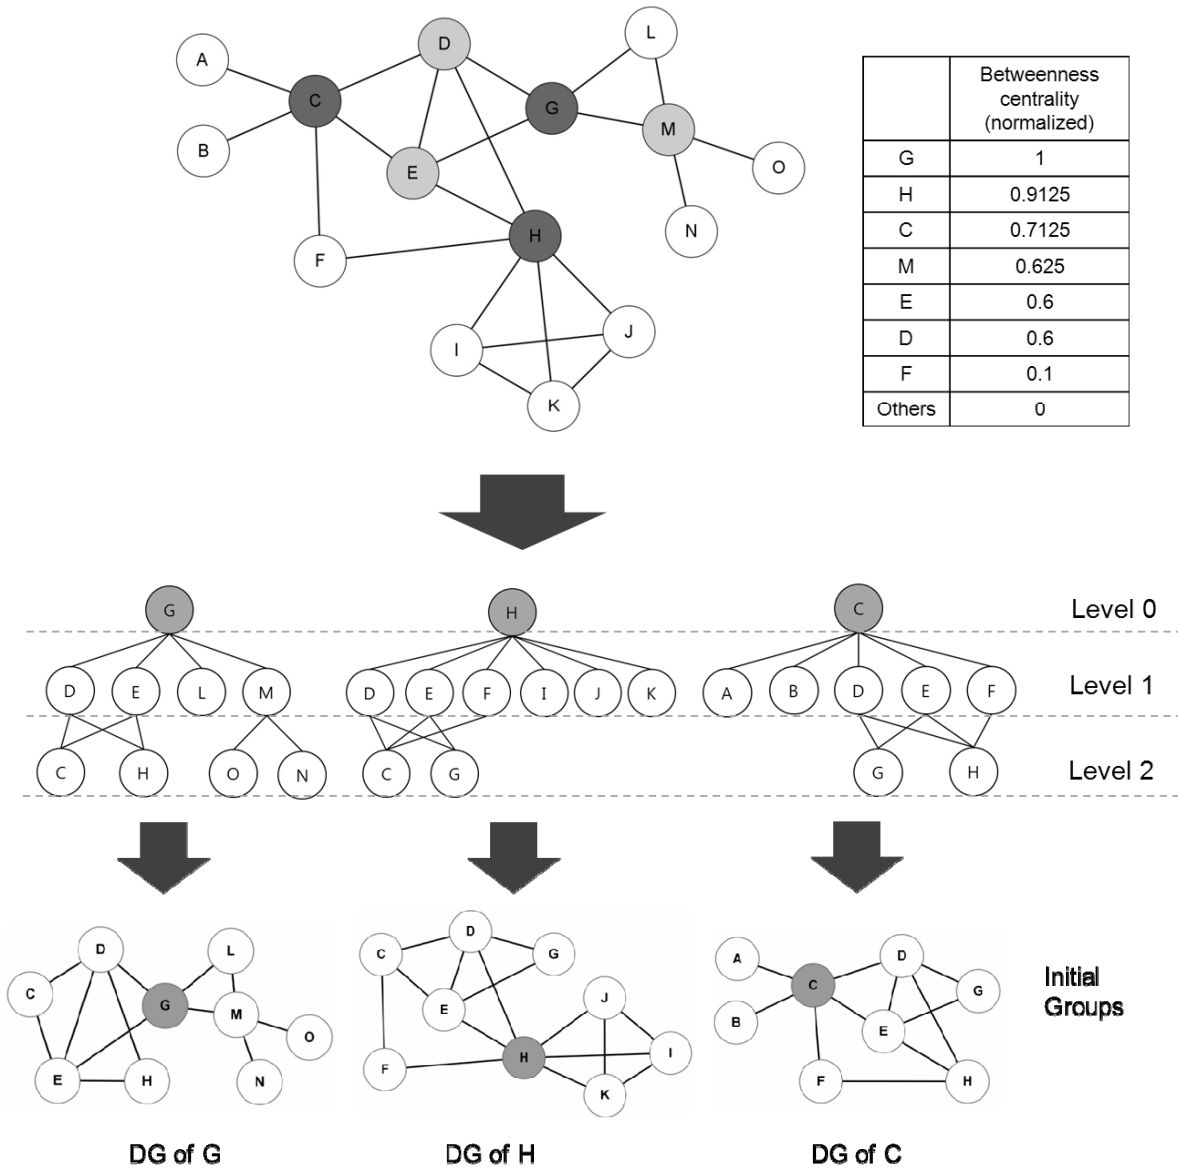 L
D
A
C
G
M
B
E
O
N
H
F
J
I
K
Betweenness
centrality
(normalized)
G 1
H 0.9125
C 0.7125
M 0.625
E 0.6
D 0.6
F 0.1
Others 0
G H C Level 0
D E L M D E F I J K A B D E F Level 1
C H O N C G G H Level 2
D L
C G M
O
E H N
D
C G
E J
F H I
K
A D
C G
B E
F H
Initial
Groups
DG of G DG of H DG of C